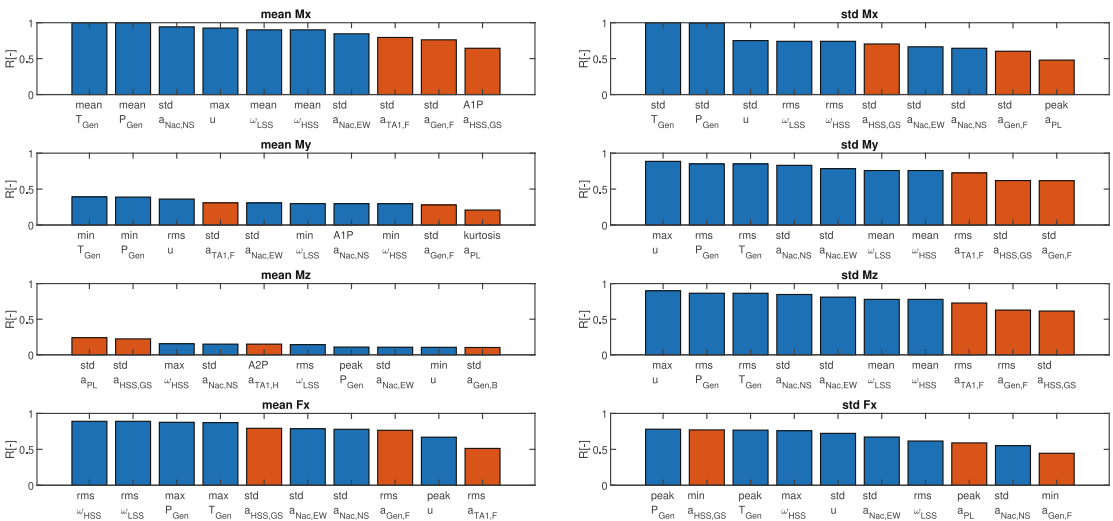 mean Mx
R[-]
1
0.5
0
mean mean std max mean mean std std std A1P
T_Gen P_Gen a_Nac,NS u ω_LSS ω_HSS a_Nac,EW a_TA1,F a_Gen,F a_HSS,GS
std Mx
R[-]
1
0.5
0
std std std rms rms std std std std peak
T_Gen P_Gen u ω_LSS ω_HSS a_HSS,GS a_Nac,EW a_Nac,NS a_Gen,F a_PL
mean My
R[-]
1
0.5
0
min min rms std std min A1P min std kurtosis
T_Gen P_Gen u a_TA1,F a_Nac,EW ω_LSS a_Nac,NS ω_HSS a_Gen,F a_PL
std My
R[-]
1
0.5
0
max rms rms std std mean mean rms std std
u P_Gen T_Gen a_Nac,NS a_Nac,EW ω_LSS ω_HSS a_TA1,F a_HSS,GS a_Gen,F
mean Mz
R[-]
1
0.5
0
std std max std A2P rms peak std min std
a_PL a_HSS,GS ω_HSS a_Nac,NS a_TA1,H ω_LSS P_Gen a_Nac,EW u a_Gen,B
std Mz
R[-]
1
0.5
0
max rms rms std std mean mean rms std std
u P_Gen T_Gen a_Nac,NS a_Nac,EW ω_LSS ω_HSS a_TA1,F a_Gen,F a_HSS,GS
mean Fx
R[-]
1
0.5
0
rms rms max max std std std rms peak rms
ω_HSS ω_LSS P_Gen T_Gen a_HSS,GS a_Nac,EW a_Nac,NS a_Gen,F u a_TA1,F
std Fx
R[-]
1
0.5
0
peak min peak max std std rms peak std min
P_Gen a_HSS,GS T_Gen ω_HSS u a_Nac,EW ω_LSS a_PL a_Nac,NS a_Gen,F